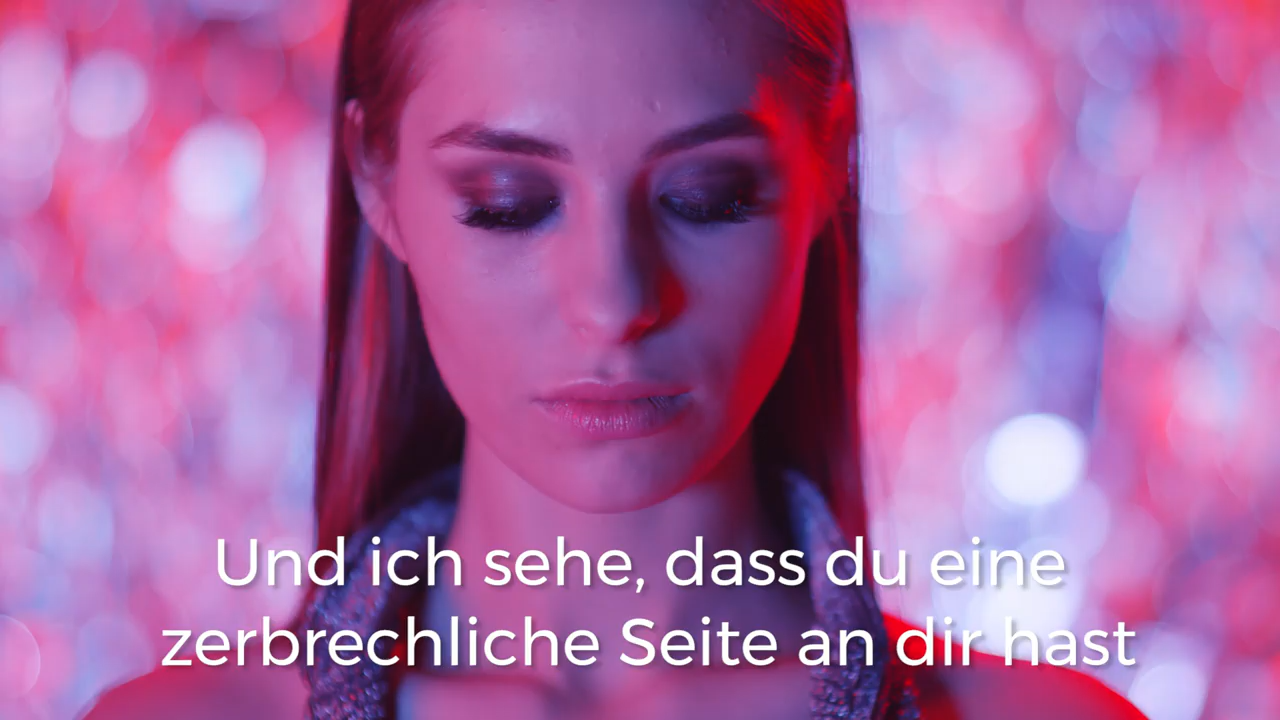 Und ich sehe, dass du eine
zerbrechliche Seite an dir hast